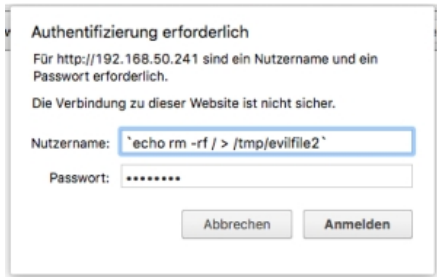 Authentifizierung erforderlich
Für http://192.168.50.241 sind ein Nutzername und ein
Passwort erforderlich.
Die Verbindung zu dieser Website ist nicht sicher.
Nutzername: `echo rm -rf / > /tmp/evilfile2`
Passwort: ••••••••
Abbrechen Anmelden